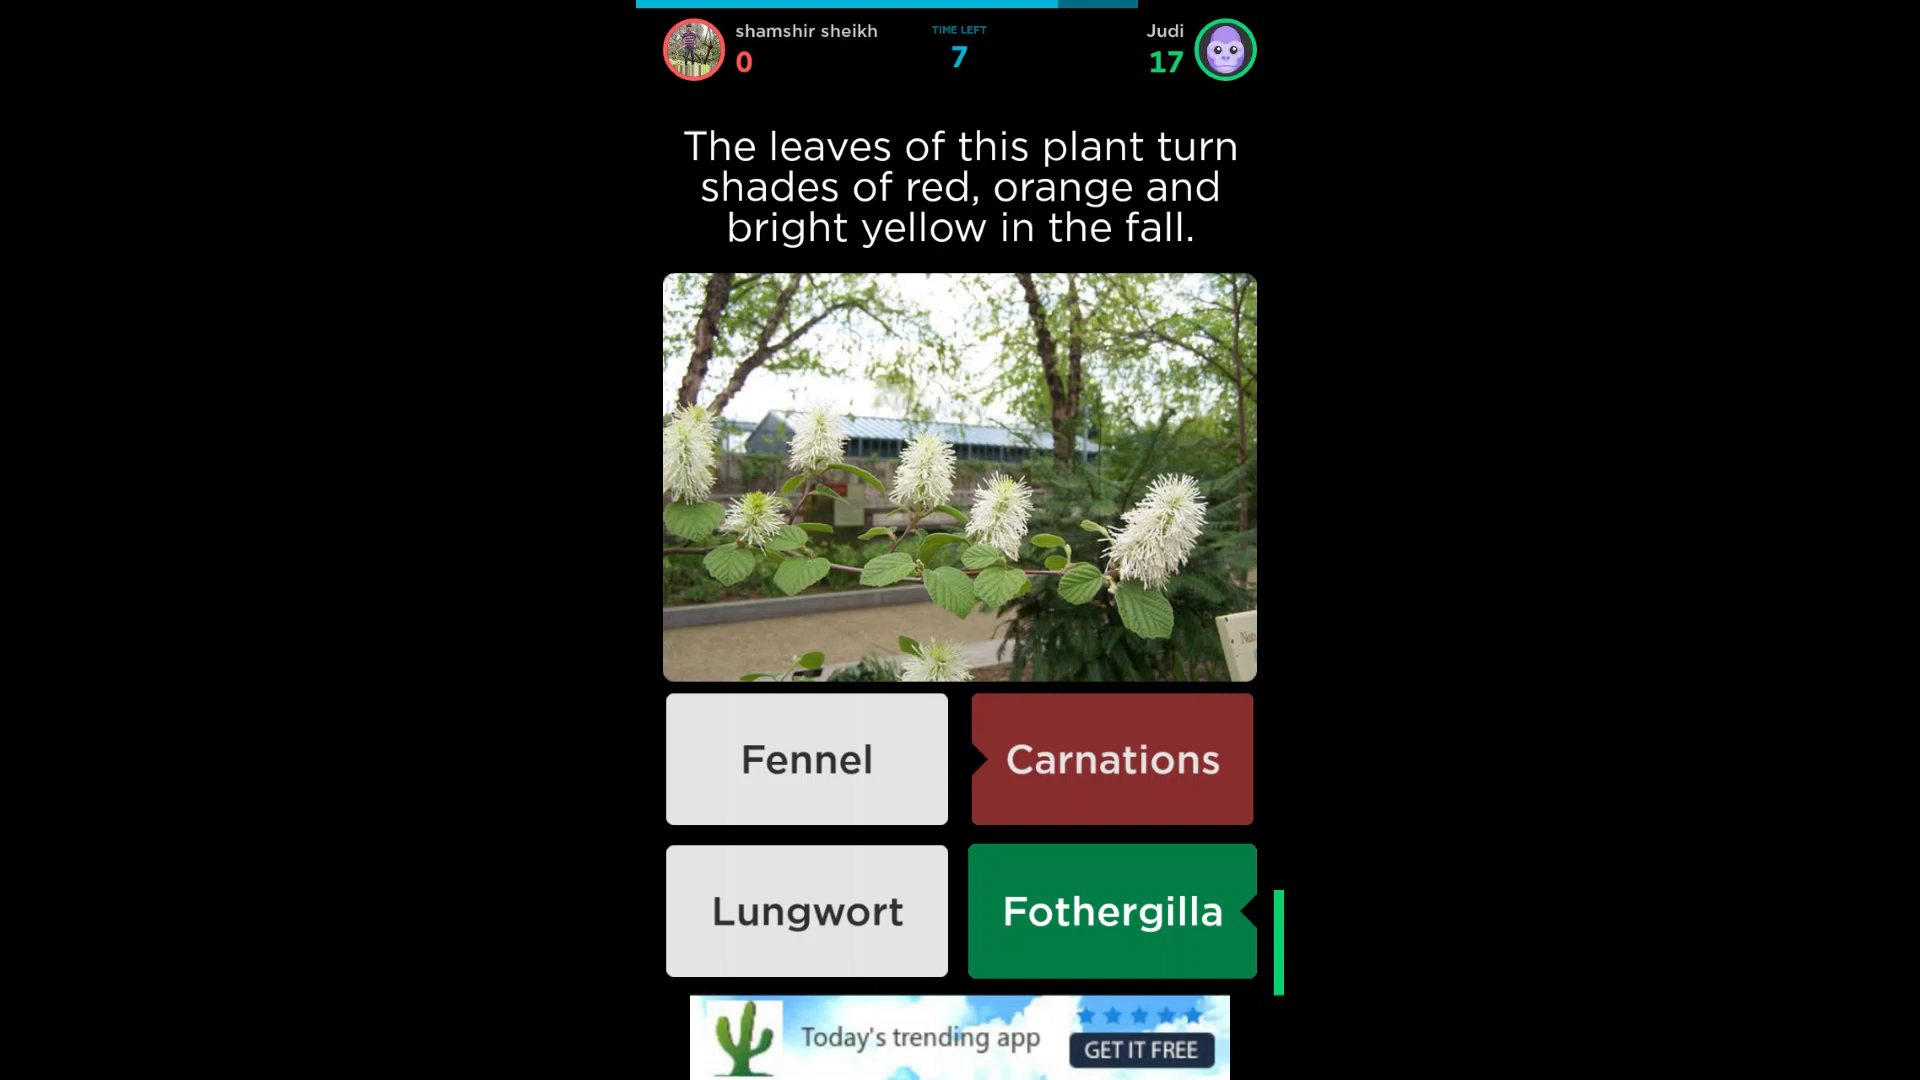 shamshir sheikh
0
TIME LEFT
7
Judi
17
The leaves of this plant turn
shades of red, orange and
bright yellow in the fall.
Fennel
Carnations
Lungwort
Fothergilla
Today's trending app
GET IT FREE